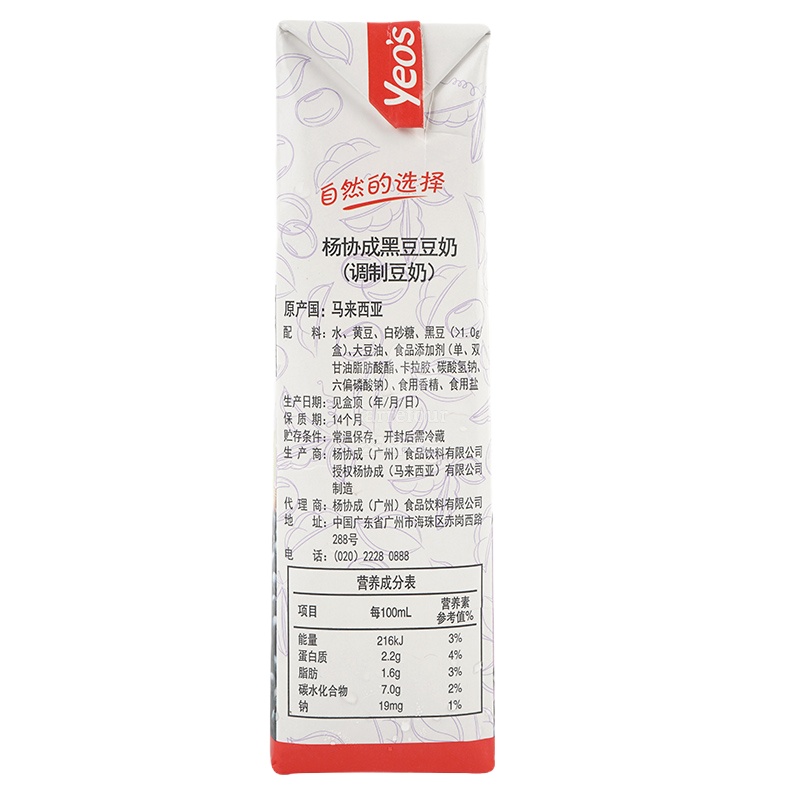 Yeo's
自然的选择
杨协成黑豆豆奶
(调制豆奶)
原产国：马来西亚
配 料：水、黄豆、白砂糖、黑豆（>1.0g/
盒）、大豆油、食品添加剂（单、双
甘油脂肪酸酯、卡拉胶、碳酸氢钠、
六偏磷酸钠）、食用香精、食用盐
生产日期：见盒顶（年/月/日）
保 质 期：14个月
贮存条件：常温保存，开封后需冷藏
生 产 商：杨协成（广州）食品饮料有限公司
授权杨协成（马来西亚）有限公司
制造
代 理 商：杨协成（广州）食品饮料有限公司
地 址：中国广东省广州市海珠区赤岗西路
288号
电 话：(020) 2228 0888
营养成分表
项目 每100mL 营养素参考值%
能量 216kJ 3%
蛋白质 2.2g 4%
脂肪 1.6g 3%
碳水化合物 7.0g 2%
钠 19mg 1%